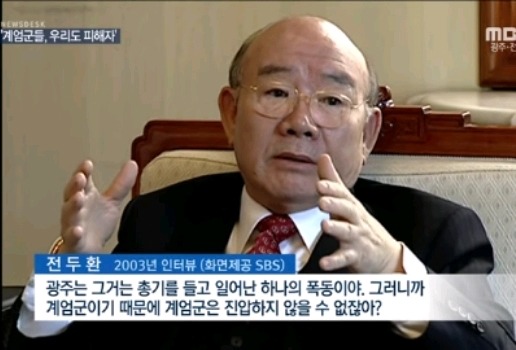 NEWSDESK
'계엄군들, 우리도 피해자'
MBC
광주·전
전두환 2003년 인터뷰 (화면제공 SBS)
광주는 그거는 총기를 들고 일어난 하나의 폭동이야. 그러니까
계엄군이기 때문에 계엄군은 진압하지 않을 수 없잖아?